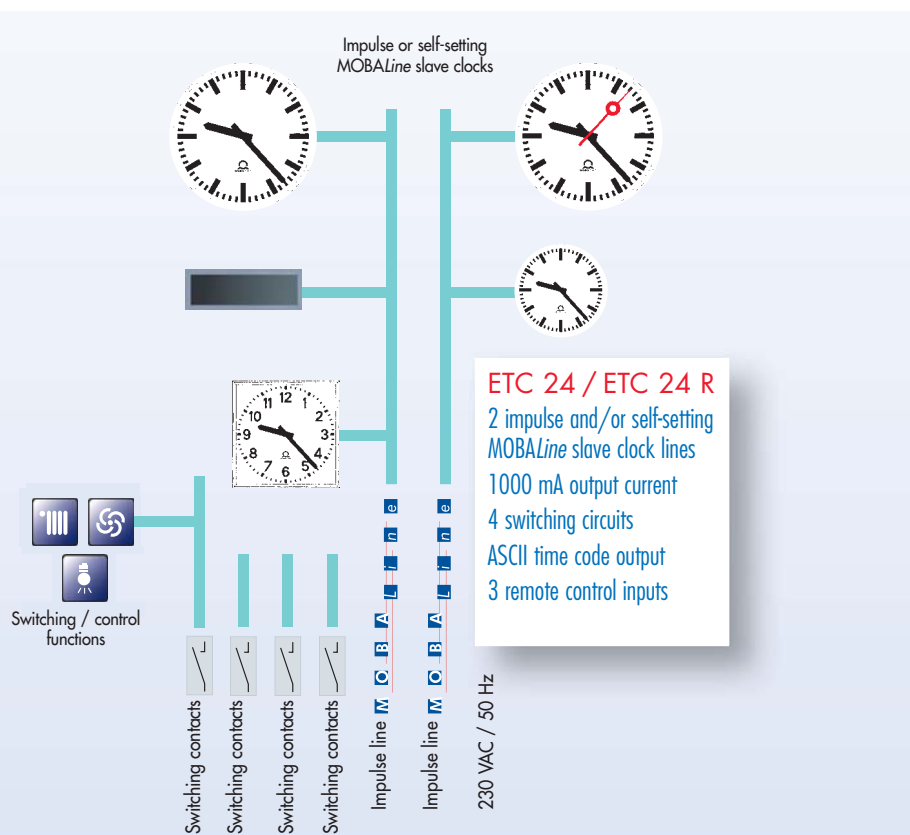 Impulse or self-setting
MOBALine slave clocks
12
1
2
3
4
5
6
7
8
9
10
11
ETC 24 / ETC 24 R
2 impulse and/or self-setting
MOBALine slave clock lines
1000 mA output current
4 switching circuits
ASCII time code output
3 remote control inputs
Switching / control
functions
Switching contacts
Switching contacts
Switching contacts
Switching contacts
Impulse line MOBALine
Impulse line MOBALine
230 VAC / 50 Hz